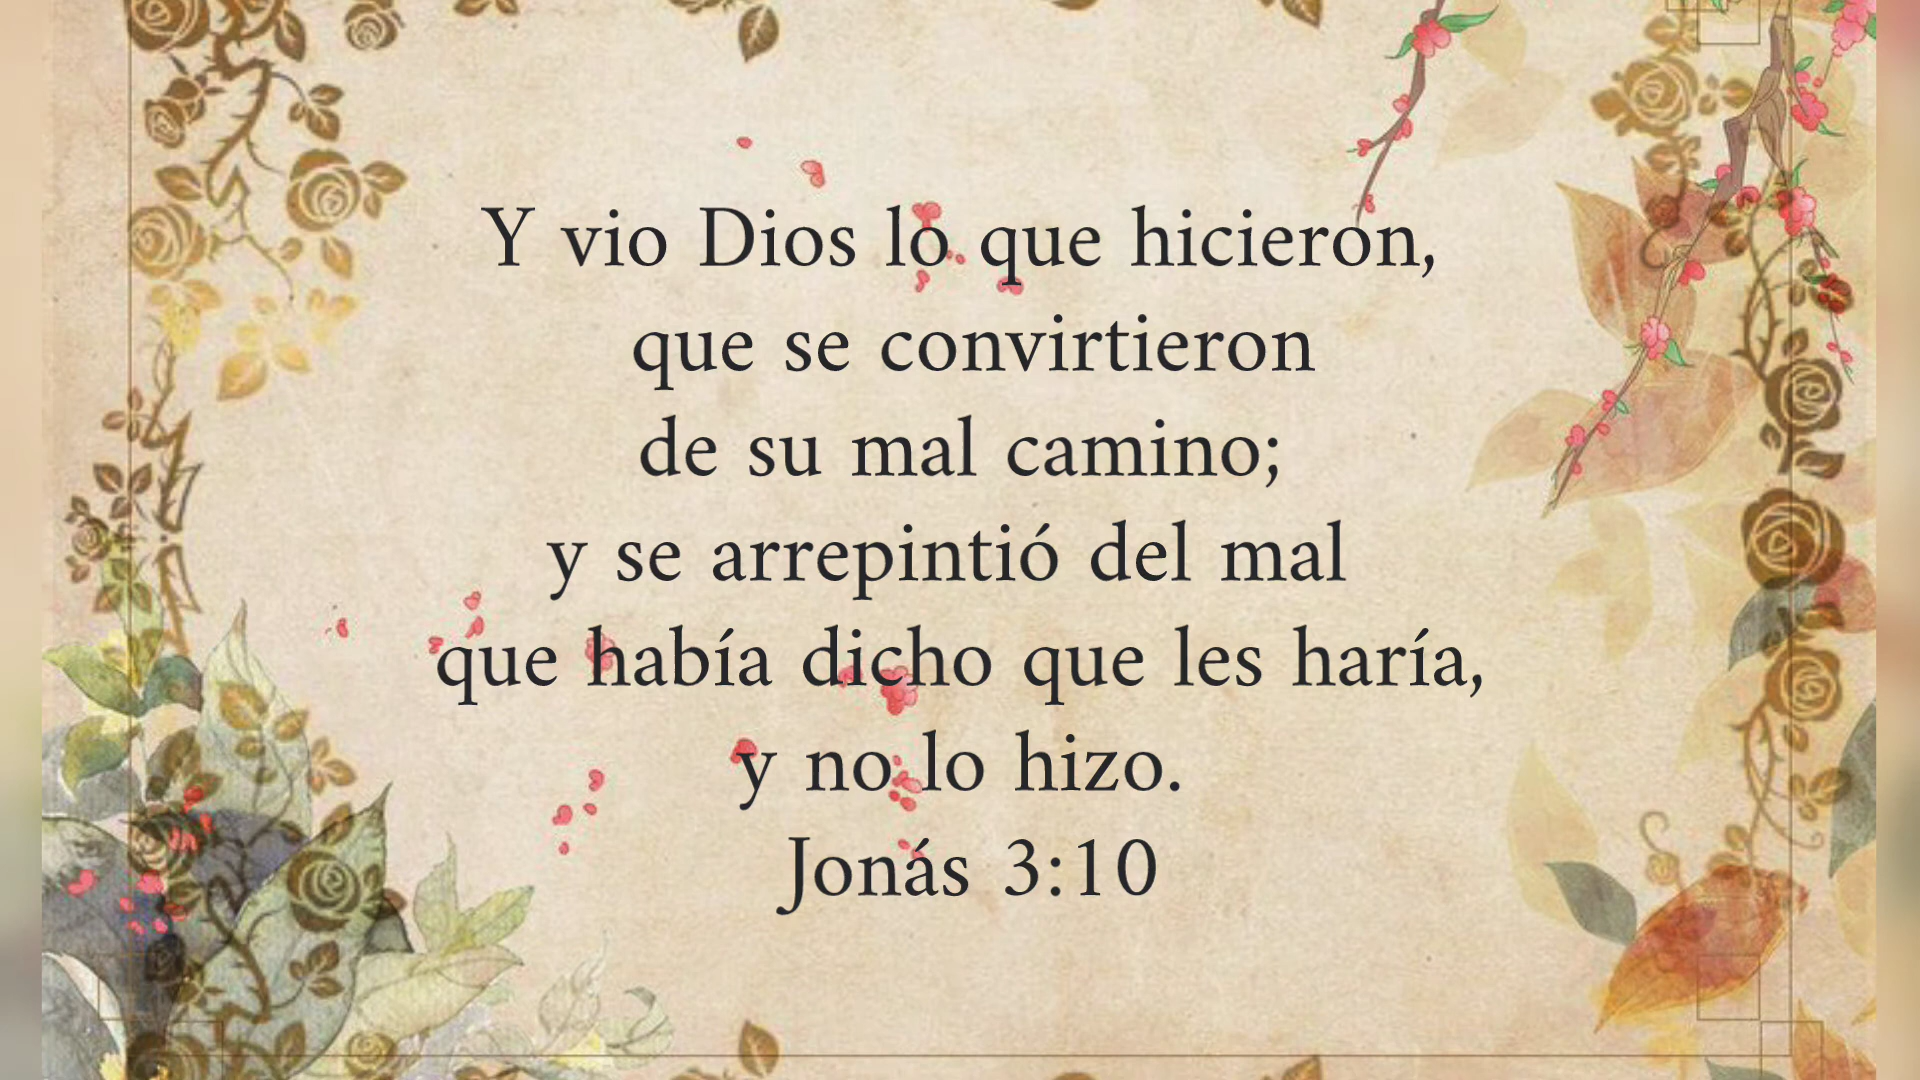 Y vio Dios lo que hicieron,
que se convirtieron
de su mal camino;
y se arrepintió del mal
que había dicho que les haría,
y no lo hizo.
Jonás 3:10